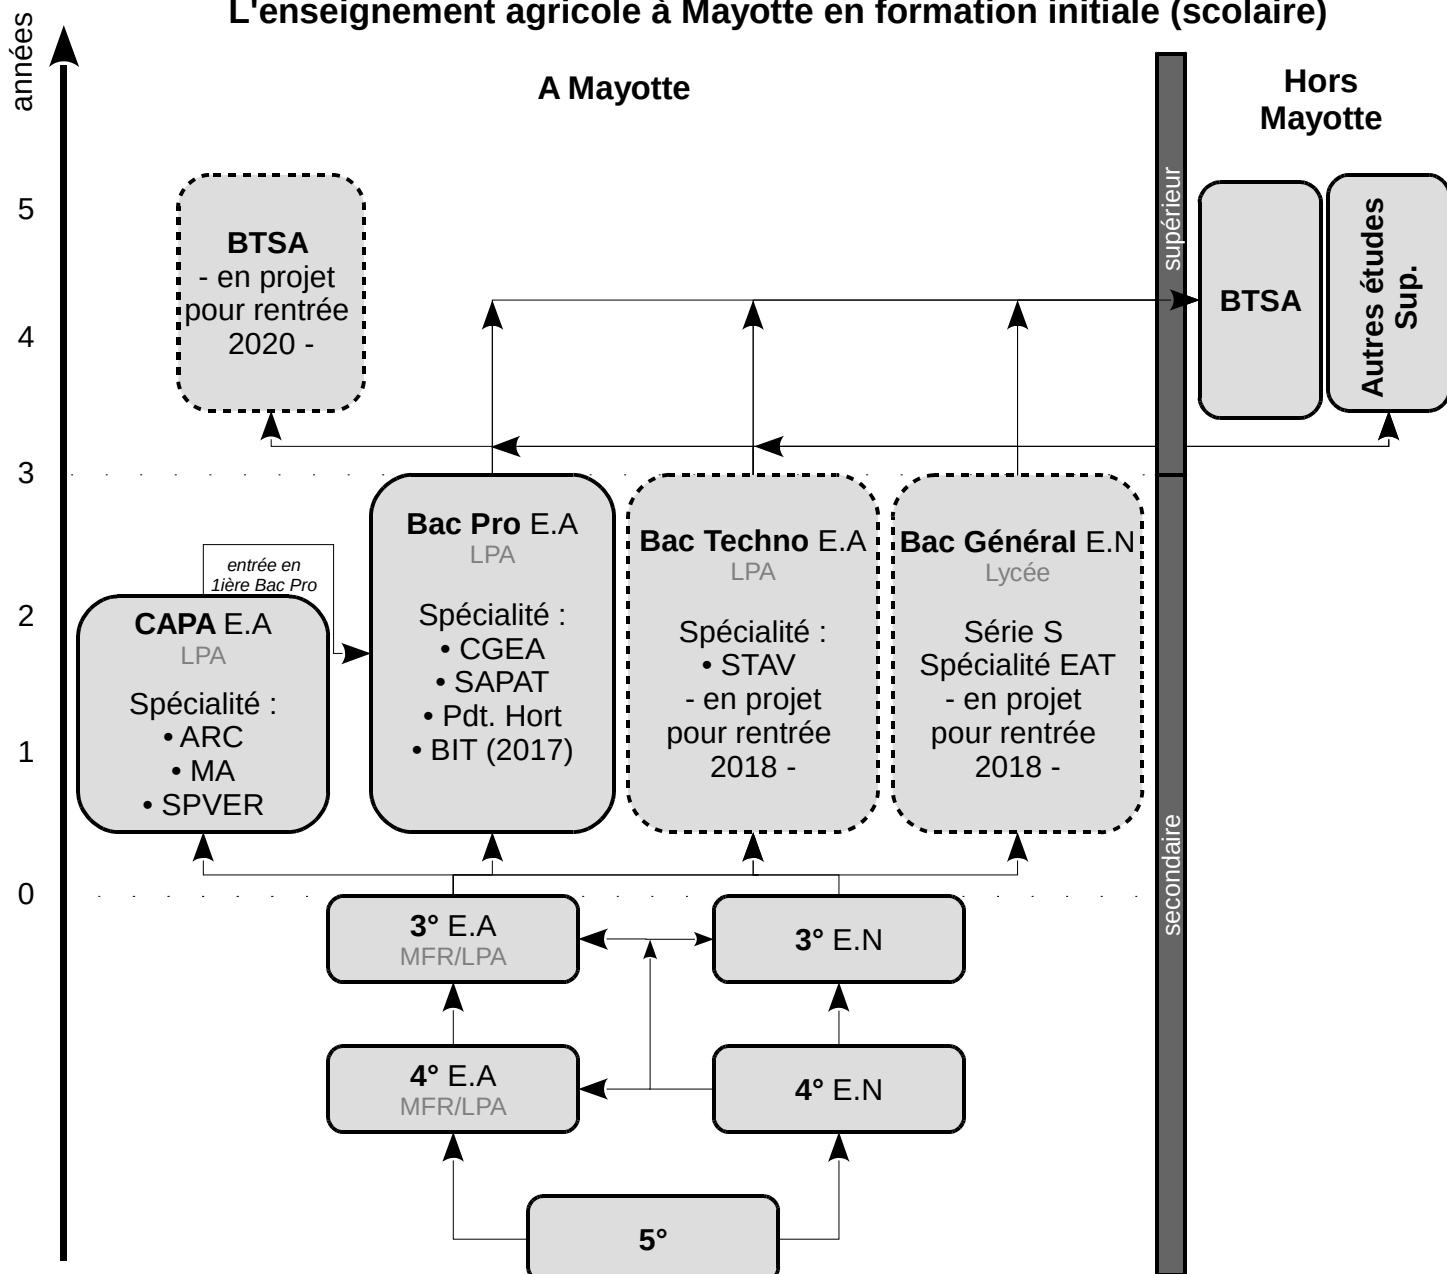 L'enseignement agricole à Mayotte en formation initiale (scolaire)
années
A Mayotte
Hors
Mayotte
5
4
3
2
1
0
supérieur
secondaire
BTSA
- en projet
pour rentrée
2020 -
BTSA
Autres études
Sup.
entrée en
1ière Bac Pro
CAPA E.A
LPA
Spécialité :
• ARC
• MA
• SPVER
Bac Pro E.A
LPA
Spécialité :
• CGEA
• SAPAT
• Pdt. Hort
• BIT (2017)
Bac Techno E.A
LPA
Spécialité :
• STAV
- en projet
pour rentrée
2018 -
Bac Général E.N
Lycée
Série S
Spécialité EAT
- en projet
pour rentrée
2018 -
3° E.A
MFR/LPA
3° E.N
4° E.A
MFR/LPA
4° E.N
5°